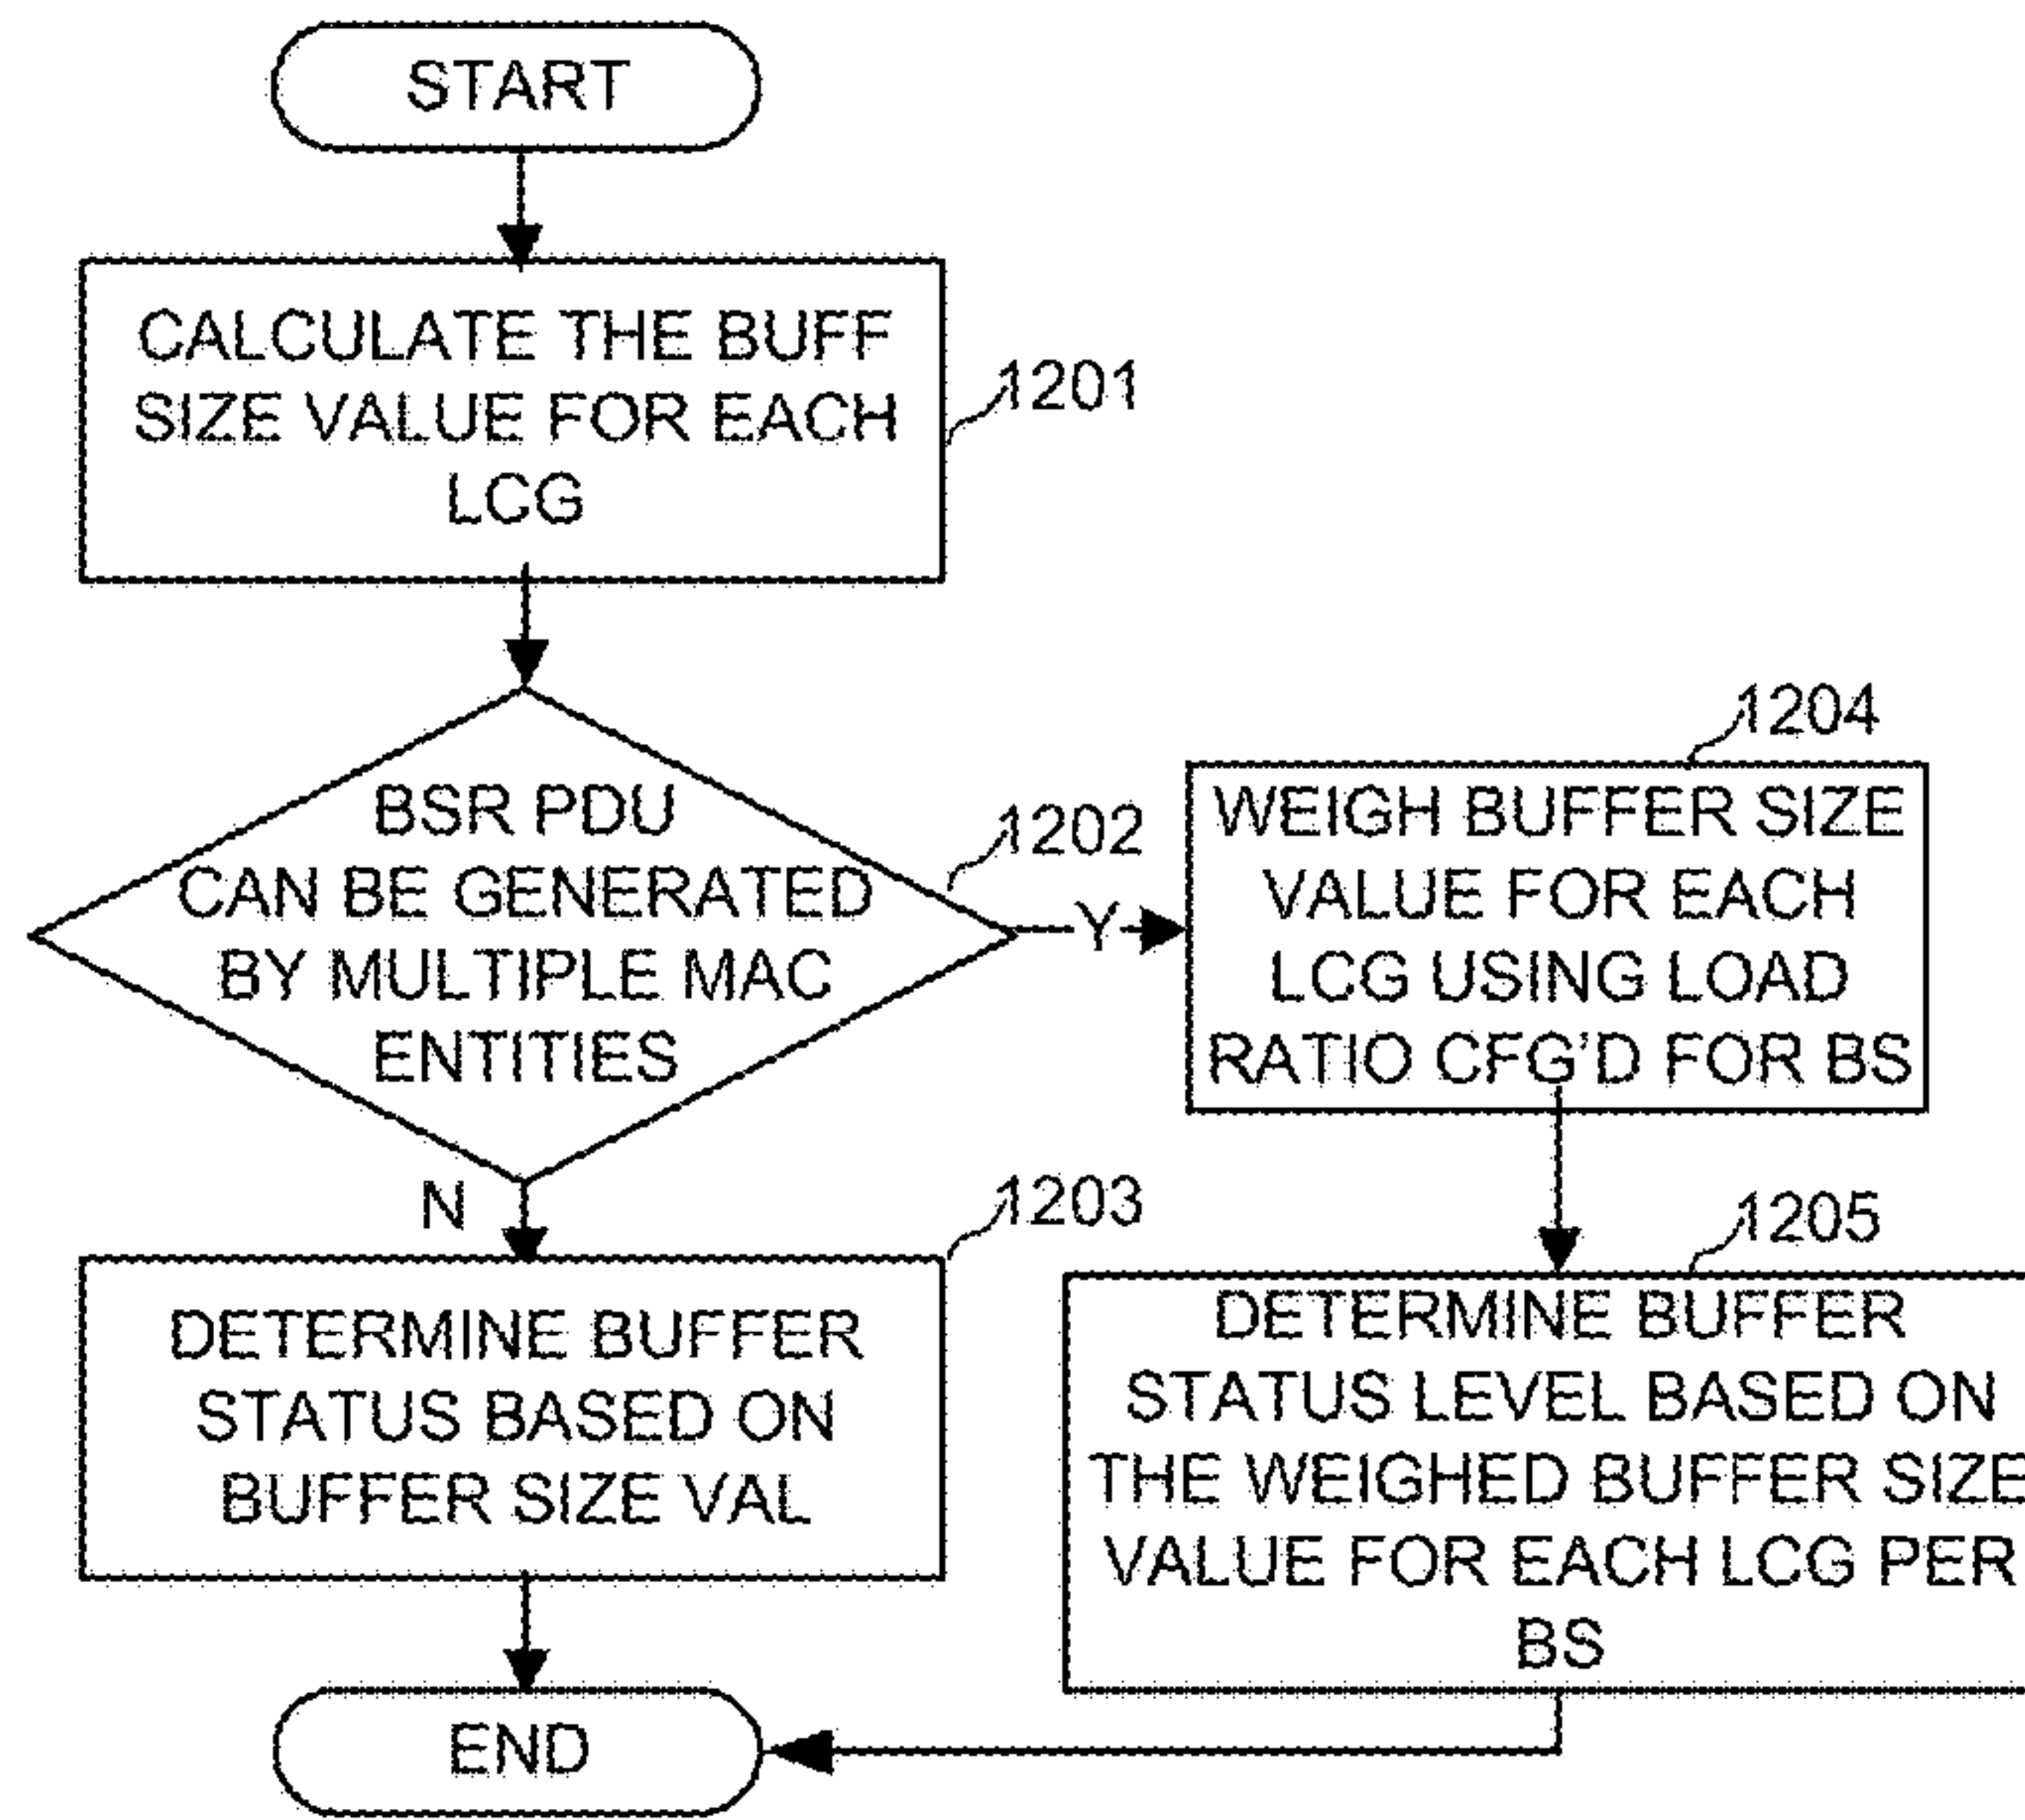 START
CALCULATE THE BUFF
SIZE VALUE FOR EACH
LCG
1201
BSR PDU
CAN BE GENERATED
BY MULTIPLE MAC
ENTITIES
1202
Y
N
1204
WEIGH BUFFER SIZE
VALUE FOR EACH
LCG USING LOAD
RATIO CFG'D FOR BS
1203
DETERMINE BUFFER
STATUS BASED ON
BUFFER SIZE VAL
1205
DETERMINE BUFFER
STATUS LEVEL BASED ON
THE WEIGHED BUFFER SIZE
VALUE FOR EACH LCG PER
BS
END